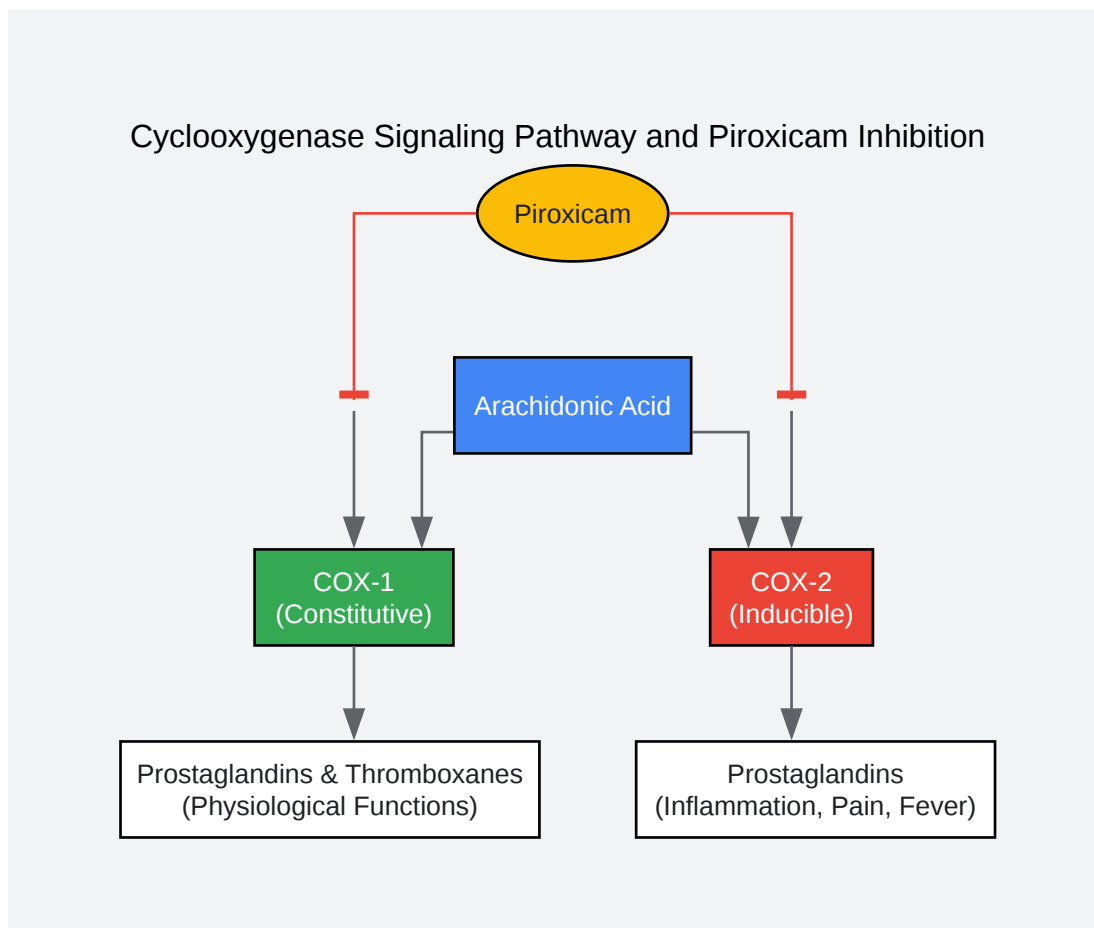 Cyclooxygenase Signaling Pathway and Piroxicam Inhibition
Piroxicam
Arachidonic Acid
COX-1
(Constitutive)
COX-2
(Inducible)
Prostaglandins & Thromboxanes
(Physiological Functions)
Prostaglandins
(Inflammation, Pain, Fever)